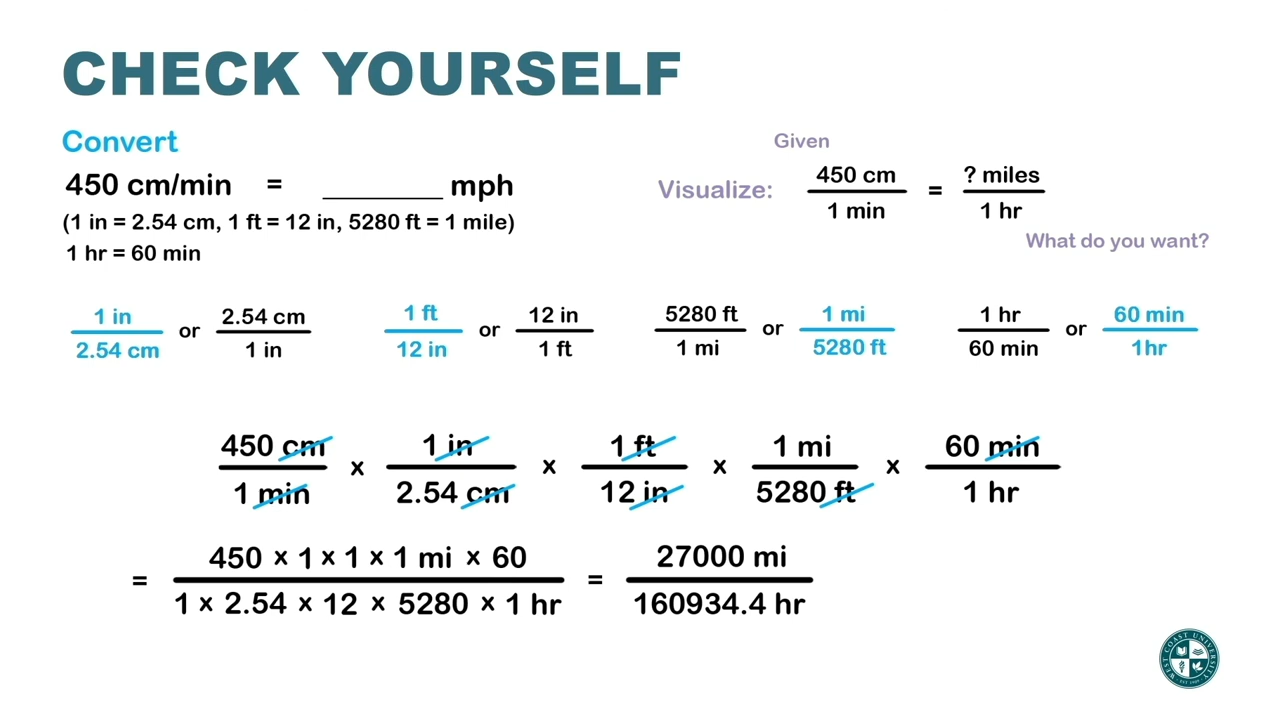 CHECK YOURSELF
Convert
450 cm/min = ________ mph
(1 in = 2.54 cm, 1 ft = 12 in, 5280 ft = 1 mile)
1 hr = 60 min
Given
Visualize: 450 cm / 1 min = ? miles / 1 hr
What do you want?
1 in / 2.54 cm or 2.54 cm / 1 in
1 ft / 12 in or 12 in / 1 ft
5280 ft / 1 mi or 1 mi / 5280 ft
1 hr / 60 min or 60 min / 1hr
450 cm / 1 min x 1 in / 2.54 cm x 1 ft / 12 in x 1 mi / 5280 ft x 60 min / 1 hr
= 450 × 1 × 1 × 1 mi × 60 / 1 × 2.54 × 12 × 5280 × 1 hr = 27000 mi / 160934.4 hr
WEST COAST UNIVERSITY